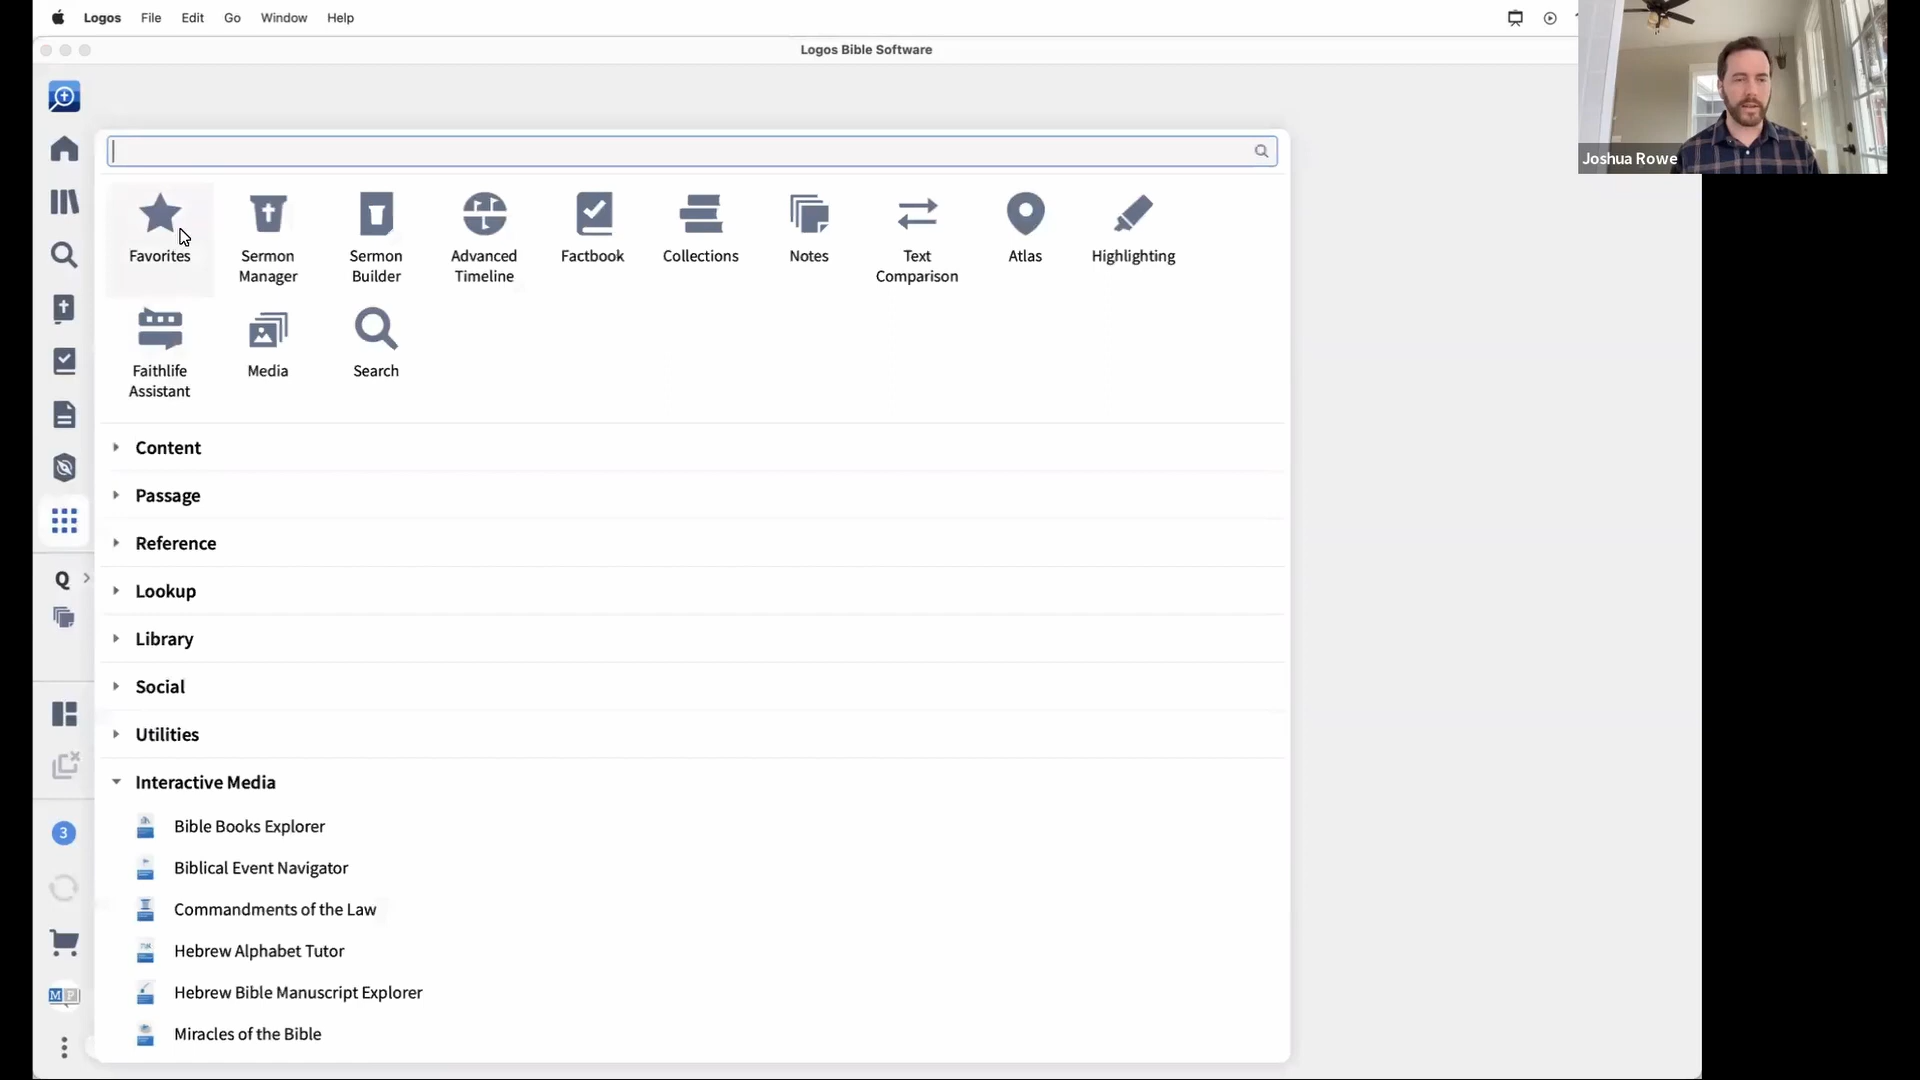 Logos File Edit Go Window Help
Logos Bible Software
Joshua Rowe
Favorites
Sermon
Manager
Sermon
Builder
Advanced
Timeline
Factbook
Collections
Notes
Text
Comparison
Atlas
Highlighting
Faithlife
Assistant
Media
Search
Content
Passage
Reference
Lookup
Library
Social
Utilities
Interactive Media
Bible Books Explorer
Biblical Event Navigator
Commandments of the Law
Hebrew Alphabet Tutor
Hebrew Bible Manuscript Explorer
Miracles of the Bible
Q
3
M P